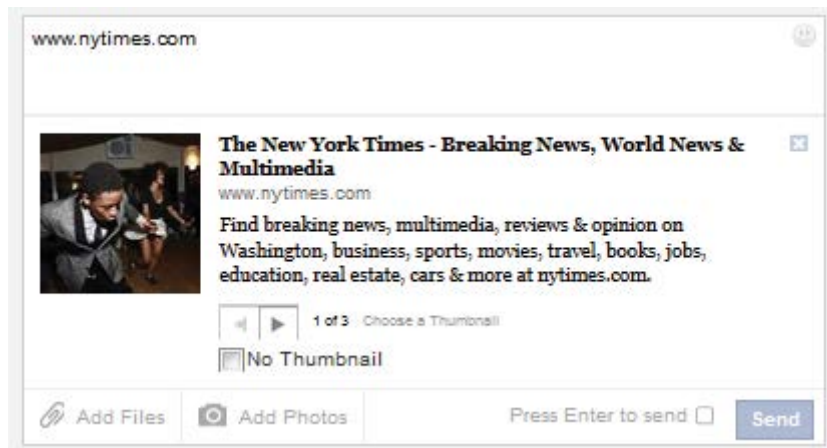 www.nytimes.com
The New York Times - Breaking News, World News &
Multimedia
www.nytimes.com
Find breaking news, multimedia, reviews & opinion on
Washington, business, sports, movies, travel, books, jobs,
education, real estate, cars & more at nytimes.com.
1 of 3 Choose a Thumbnail
No Thumbnail
Add Files Add Photos Press Enter to send Send